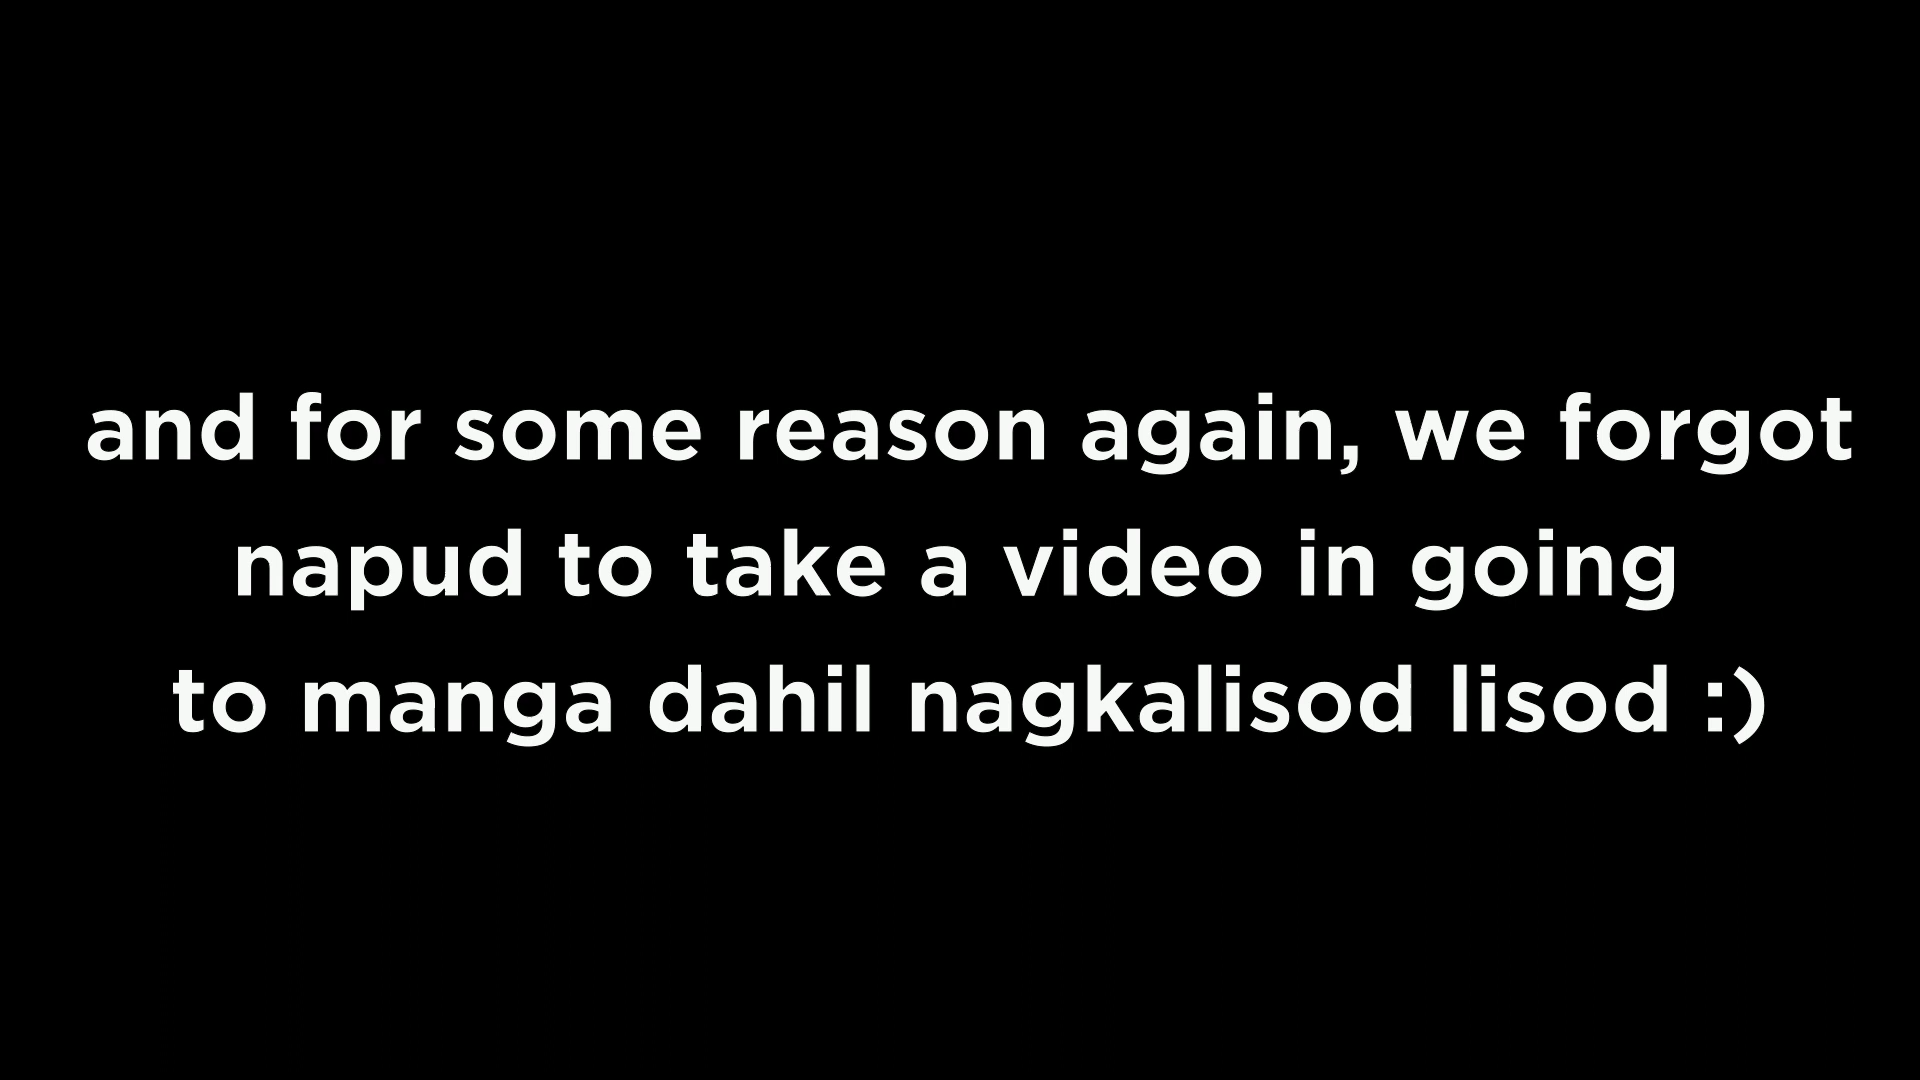 and for some reason again, we forgot
napud to take a video in going
to manga dahil nagkalisod lisod :)